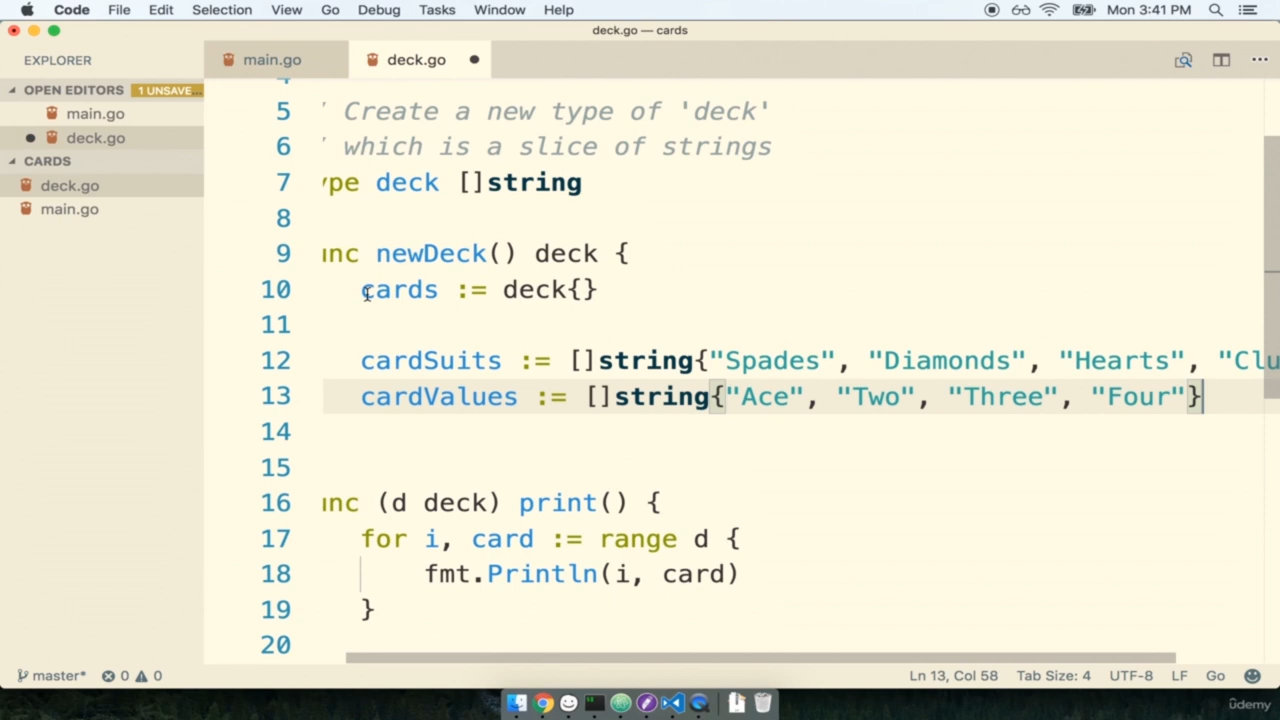 Code File Edit Selection View Go Debug Tasks Window Help Mon 3:41 PM
deck.go — cards
EXPLORER
main.go deck.go
OPEN EDITORS 1 UNSAVE...
main.go
deck.go
CARDS
deck.go
main.go
4
5 / Create a new type of 'deck'
6 / which is a slice of strings
7 ype deck []string
8
9 unc newDeck() deck {
10 cards := deck{}
11
12 cardSuits := []string{"Spades", "Diamonds", "Hearts", "Clu
13 cardValues := []string{"Ace", "Two", "Three", "Four"}
14
15
16 unc (d deck) print() {
17 for i, card := range d {
18 fmt.Println(i, card)
19 }
20
master* 0 0 Ln 13, Col 58 Tab Size: 4 UTF-8 LF Go
ûdemy